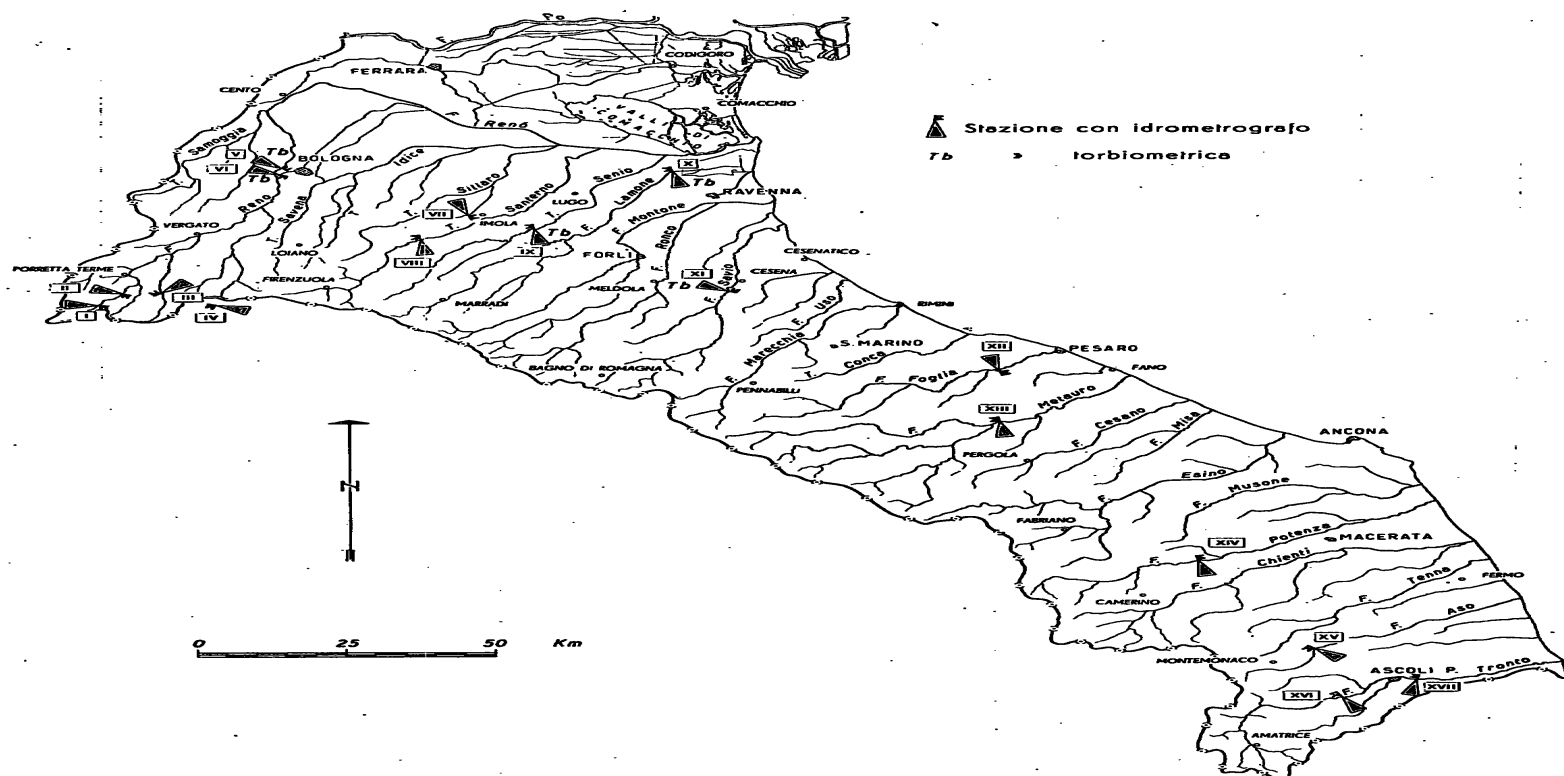 F. Po
CODIGORO
FERRARA
CENTO
COMACCHIO
VALLI DI COMACCHIO
F. Reno
Stazione con idrometrografo
Tb » torbiometrica
T. Samoggia
V Tb
VI Tb
BOLOGNA
T. Idice
X
Tb
RAVENNA
F. Reno
T. Savena
T. Sillaro
T. Santerno
T. Senio
LUGO
F. Lamone
F. Montone
VII
IMOLA
Tb
IX
VIII
VERGATO
LOIANO
FORLÌ
F. Ronco
F. Savio
CESENATICO
PORRETTA TERME
FIRENZUOLA
II
III
I
IV
MARRADI
MELDOLA
XI
Tb
CESENA
F. Uso
RIMINI
F. Marecchia
S. MARINO
T. Conca
XII
PESARO
BAGNO DI ROMAGNA
PENNABILLI
F. Foglia
FANO
XIII
F. Metauro
F. Cesano
F. Misa
PERGOLA
ANCONA
F. Esino
F. Musone
N
FABRIANO
XIV
F. Potenza
MACERATA
F. Chienti
CAMERINO
F. Tenna
FERMO
F. Aso
0 25 50 Km
XV
MONTEMONACO
ASCOLI P.
F. Tronto
XVI
XVII
AMATRICE